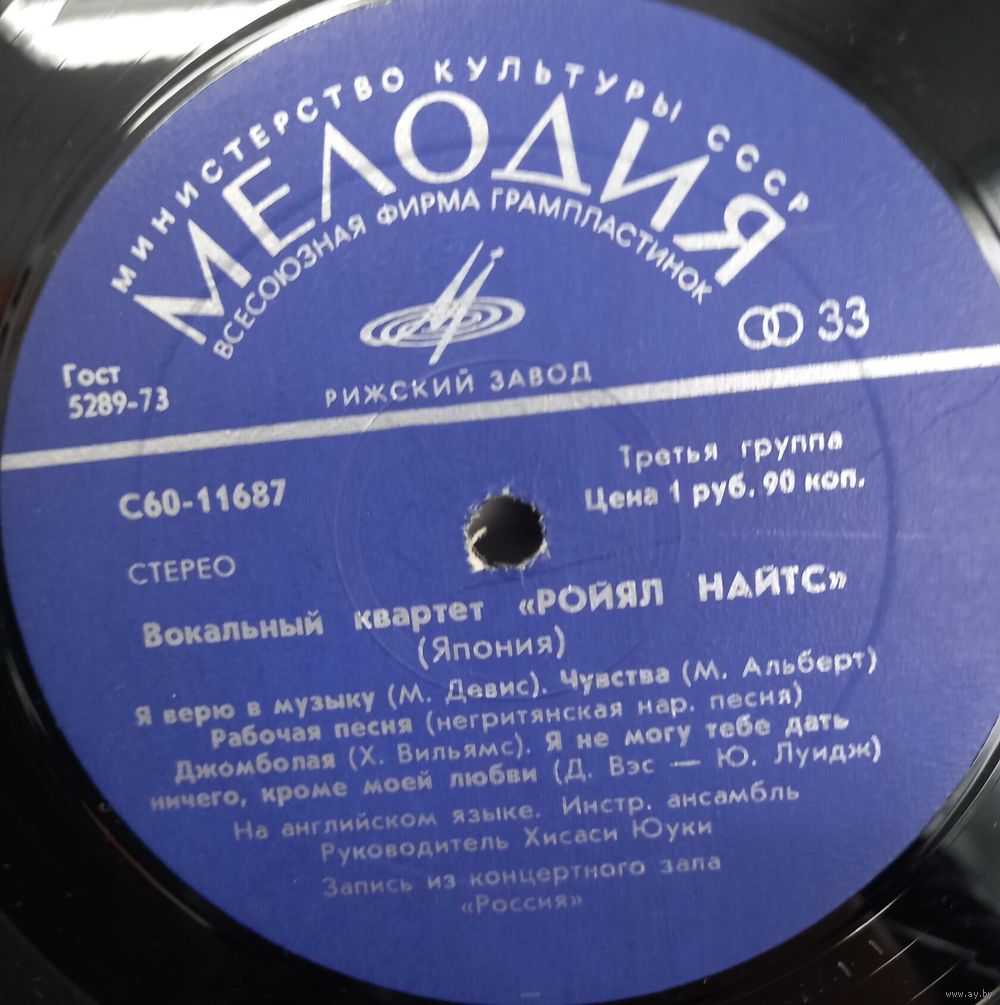 МИНИСТЕРСТВО КУЛЬТУРЫ СССР
МЕЛОДИЯ
ВСЕСОЮЗНАЯ ФИРМА ГРАМПЛАСТИНОК
33
Гост
5289-73
РИЖСКИЙ ЗАВОД
Третья группа
С60-11687
Цена 1 руб. 90 коп.
СТЕРЕО
Вокальный квартет «РОЙЯЛ НАЙТС»
(Япония)
Я верю в музыку (М. Девис). Чувства (М. Альберт)
Рабочая песня (негритянская нар. песня)
Джомболая (Х. Вильямс). Я не могу тебе дать
ничего, кроме моей любви (Д. Вэс — Ю. Луидж)
На английском языке. Инстр. ансамбль
Руководитель Хисаси Юуки
Запись из концертного зала
«Россия»
www.ay.by